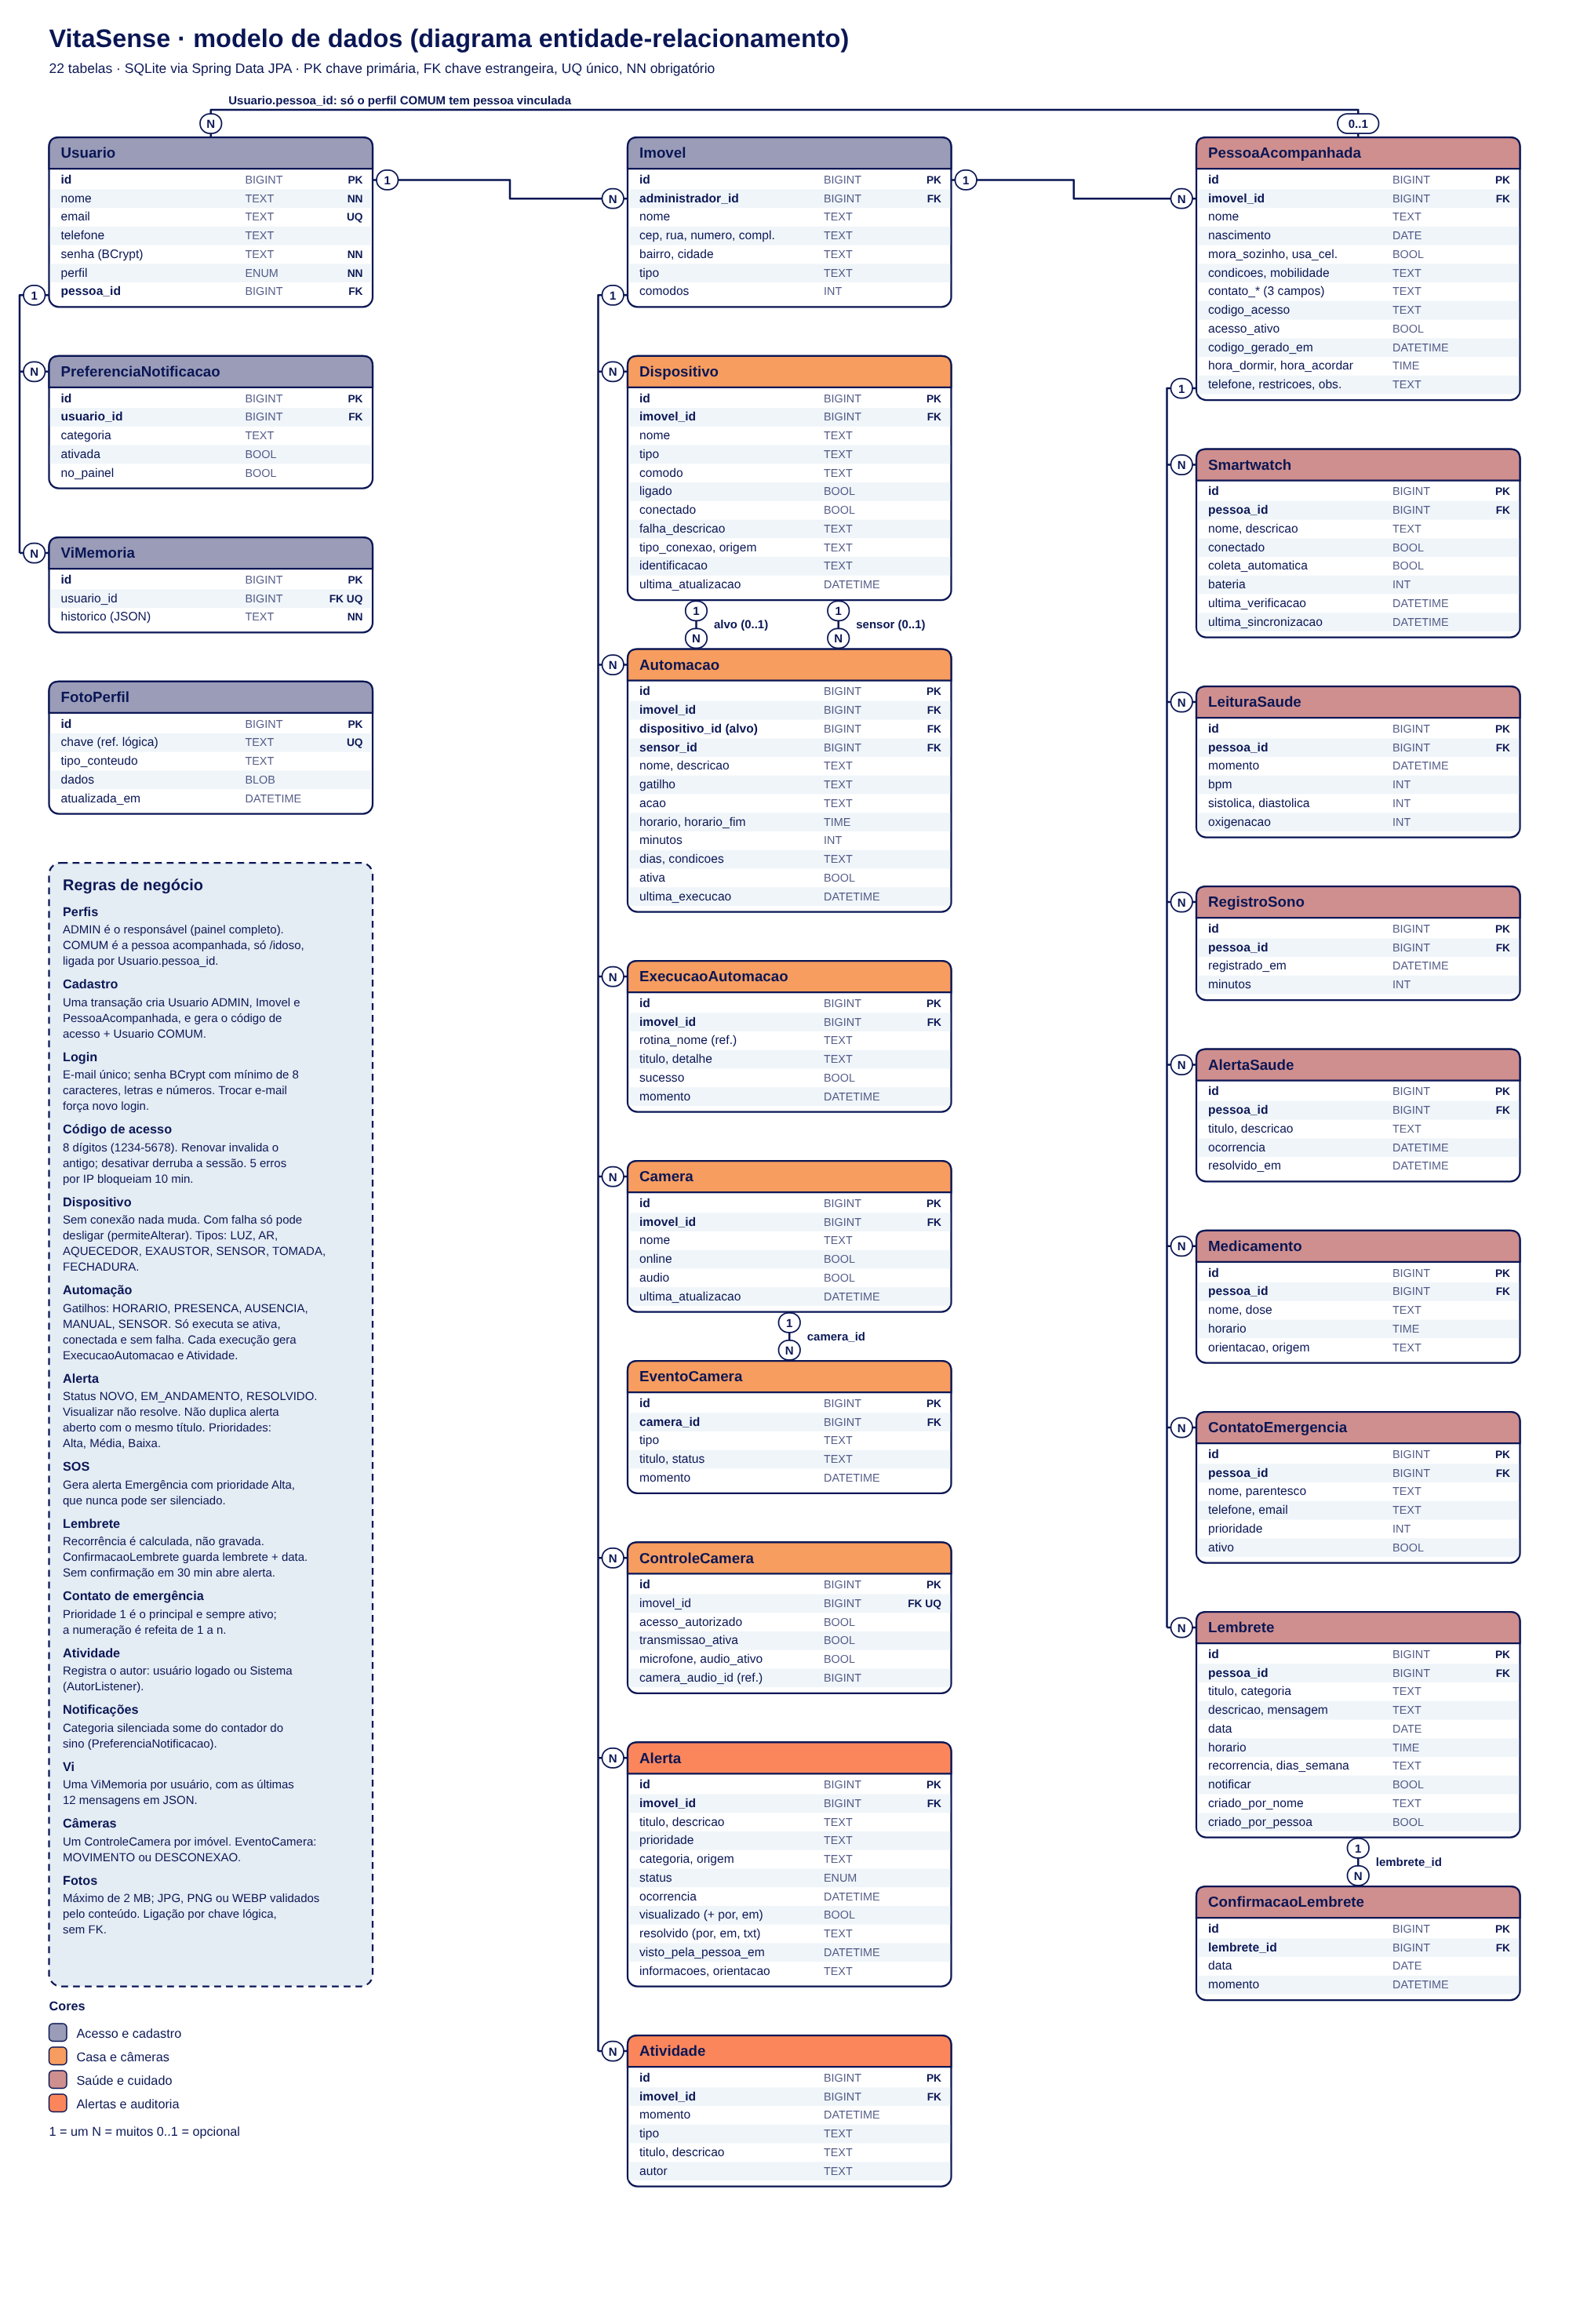 VitaSense · modelo de dados (diagrama entidade-relacionamento)
22 tabelas · SQLite via Spring Data JPA · PK chave primária, FK chave estrangeira, UQ único, NN obrigatório
Usuario.pessoa_id: só o perfil COMUM tem pessoa vinculada
N
0..1
Usuario
id BIGINT PK
nome TEXT NN
email TEXT UQ
telefone TEXT
senha (BCrypt) TEXT NN
perfil ENUM NN
pessoa_id BIGINT FK
1
1
N
PreferenciaNotificacao
id BIGINT PK
usuario_id BIGINT FK
categoria TEXT
ativada BOOL
no_painel BOOL
N
ViMemoria
id BIGINT PK
usuario_id BIGINT FK UQ
historico (JSON) TEXT NN
FotoPerfil
id BIGINT PK
chave (ref. lógica) TEXT UQ
tipo_conteudo TEXT
dados BLOB
atualizada_em DATETIME
Regras de negócio
Perfis
ADMIN é o responsável (painel completo).
COMUM é a pessoa acompanhada, só /idoso,
ligada por Usuario.pessoa_id.
Cadastro
Uma transação cria Usuario ADMIN, Imovel e
PessoaAcompanhada, e gera o código de
acesso + Usuario COMUM.
Login
E-mail único; senha BCrypt com mínimo de 8
caracteres, letras e números. Trocar e-mail
força novo login.
Código de acesso
8 dígitos (1234-5678). Renovar invalida o
antigo; desativar derruba a sessão. 5 erros
por IP bloqueiam 10 min.
Dispositivo
Sem conexão nada muda. Com falha só pode
desligar (permiteAlterar). Tipos: LUZ, AR,
AQUECEDOR, EXAUSTOR, SENSOR, TOMADA,
FECHADURA.
Automação
Gatilhos: HORARIO, PRESENCA, AUSENCIA,
MANUAL, SENSOR. Só executa se ativa,
conectada e sem falha. Cada execução gera
ExecucaoAutomacao e Atividade.
Alerta
Status NOVO, EM_ANDAMENTO, RESOLVIDO.
Visualizar não resolve. Não duplica alerta
aberto com o mesmo título. Prioridades:
Alta, Média, Baixa.
SOS
Gera alerta Emergência com prioridade Alta,
que nunca pode ser silenciado.
Lembrete
Recorrência é calculada, não gravada.
ConfirmacaoLembrete guarda lembrete + data.
Sem confirmação em 30 min abre alerta.
Contato de emergência
Prioridade 1 é o principal e sempre ativo;
a numeração é refeita de 1 a n.
Atividade
Registra o autor: usuário logado ou Sistema
(AutorListener).
Notificações
Categoria silenciada some do contador do
sino (PreferenciaNotificacao).
Vi
Uma ViMemoria por usuário, com as últimas
12 mensagens em JSON.
Câmeras
Um ControleCamera por imóvel. EventoCamera:
MOVIMENTO ou DESCONEXAO.
Fotos
Máximo de 2 MB; JPG, PNG ou WEBP validados
pelo conteúdo. Ligação por chave lógica,
sem FK.
Cores
Acesso e cadastro
Casa e câmeras
Saúde e cuidado
Alertas e auditoria
1 = um N = muitos 0..1 = opcional
N
Imovel
id BIGINT PK
administrador_id BIGINT FK
nome TEXT
cep, rua, numero, compl. TEXT
bairro, cidade TEXT
tipo TEXT
comodos INT
1
1
N
Dispositivo
id BIGINT PK
imovel_id BIGINT FK
nome TEXT
tipo TEXT
comodo TEXT
ligado BOOL
conectado BOOL
falha_descricao TEXT
tipo_conexao, origem TEXT
identificacao TEXT
ultima_atualizacao DATETIME
1 1
alvo (0..1) sensor (0..1)
N N
N
Automacao
id BIGINT PK
imovel_id BIGINT FK
dispositivo_id (alvo) BIGINT FK
sensor_id BIGINT FK
nome, descricao TEXT
gatilho TEXT
acao TEXT
horario, horario_fim TIME
minutos INT
dias, condicoes TEXT
ativa BOOL
ultima_execucao DATETIME
N
ExecucaoAutomacao
id BIGINT PK
imovel_id BIGINT FK
rotina_nome (ref.) TEXT
titulo, detalhe TEXT
sucesso BOOL
momento DATETIME
N
Camera
id BIGINT PK
imovel_id BIGINT FK
nome TEXT
online BOOL
audio BOOL
ultima_atualizacao DATETIME
1
camera_id
N
EventoCamera
id BIGINT PK
camera_id BIGINT FK
tipo TEXT
titulo, status TEXT
momento DATETIME
N
ControleCamera
id BIGINT PK
imovel_id BIGINT FK UQ
acesso_autorizado BOOL
transmissao_ativa BOOL
microfone, audio_ativo BOOL
camera_audio_id (ref.) BIGINT
N
Alerta
id BIGINT PK
imovel_id BIGINT FK
titulo, descricao TEXT
prioridade TEXT
categoria, origem TEXT
status ENUM
ocorrencia DATETIME
visualizado (+ por, em) BOOL
resolvido (por, em, txt) TEXT
visto_pela_pessoa_em DATETIME
informacoes, orientacao TEXT
N
Atividade
id BIGINT PK
imovel_id BIGINT FK
momento DATETIME
tipo TEXT
titulo, descricao TEXT
autor TEXT
N
PessoaAcompanhada
id BIGINT PK
imovel_id BIGINT FK
nome TEXT
nascimento DATE
mora_sozinho, usa_cel. BOOL
condicoes, mobilidade TEXT
contato_* (3 campos) TEXT
codigo_acesso TEXT
acesso_ativo BOOL
codigo_gerado_em DATETIME
hora_dormir, hora_acordar TIME
telefone, restricoes, obs. TEXT
1
N
Smartwatch
id BIGINT PK
pessoa_id BIGINT FK
nome, descricao TEXT
conectado BOOL
coleta_automatica BOOL
bateria INT
ultima_verificacao DATETIME
ultima_sincronizacao DATETIME
N
LeituraSaude
id BIGINT PK
pessoa_id BIGINT FK
momento DATETIME
bpm INT
sistolica, diastolica INT
oxigenacao INT
N
RegistroSono
id BIGINT PK
pessoa_id BIGINT FK
registrado_em DATETIME
minutos INT
N
AlertaSaude
id BIGINT PK
pessoa_id BIGINT FK
titulo, descricao TEXT
ocorrencia DATETIME
resolvido_em DATETIME
N
Medicamento
id BIGINT PK
pessoa_id BIGINT FK
nome, dose TEXT
horario TIME
orientacao, origem TEXT
N
ContatoEmergencia
id BIGINT PK
pessoa_id BIGINT FK
nome, parentesco TEXT
telefone, email TEXT
prioridade INT
ativo BOOL
N
Lembrete
id BIGINT PK
pessoa_id BIGINT FK
titulo, categoria TEXT
descricao, mensagem TEXT
data DATE
horario TIME
recorrencia, dias_semana TEXT
notificar BOOL
criado_por_nome TEXT
criado_por_pessoa BOOL
1
lembrete_id
N
ConfirmacaoLembrete
id BIGINT PK
lembrete_id BIGINT FK
data DATE
momento DATETIME